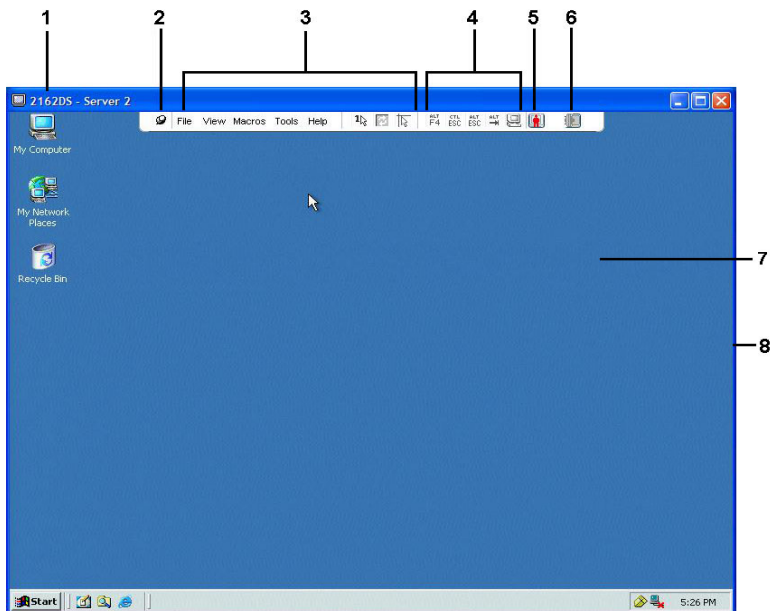 1 2 3 4 5 6
2162DS - Server 2
File View Macros Tools Help ALT F4 CTL ESC ALT ESC ALT
My Computer
My Network
Places
Recycle Bin
7
8
Start 5:26 PM